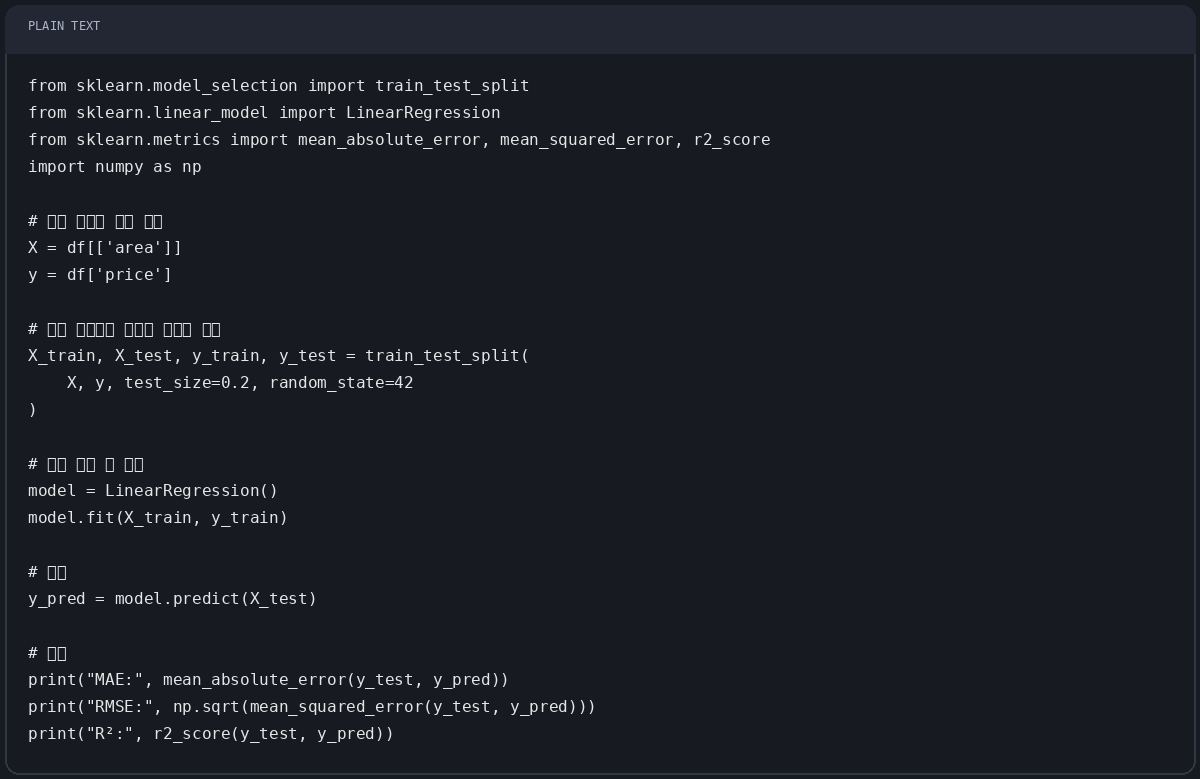 PLAIN TEXT
from sklearn.model_selection import train_test_split
from sklearn.linear_model import LinearRegression
from sklearn.metrics import mean_absolute_error, mean_squared_error, r2_score
import numpy as np
#
X = df[['area']]
y = df['price']
#
X_train, X_test, y_train, y_test = train_test_split(
    X, y, test_size=0.2, random_state=42
)
#
model = LinearRegression()
model.fit(X_train, y_train)
#
y_pred = model.predict(X_test)
#
print("MAE:", mean_absolute_error(y_test, y_pred))
print("RMSE:", np.sqrt(mean_squared_error(y_test, y_pred)))
print("R²:", r2_score(y_test, y_pred))